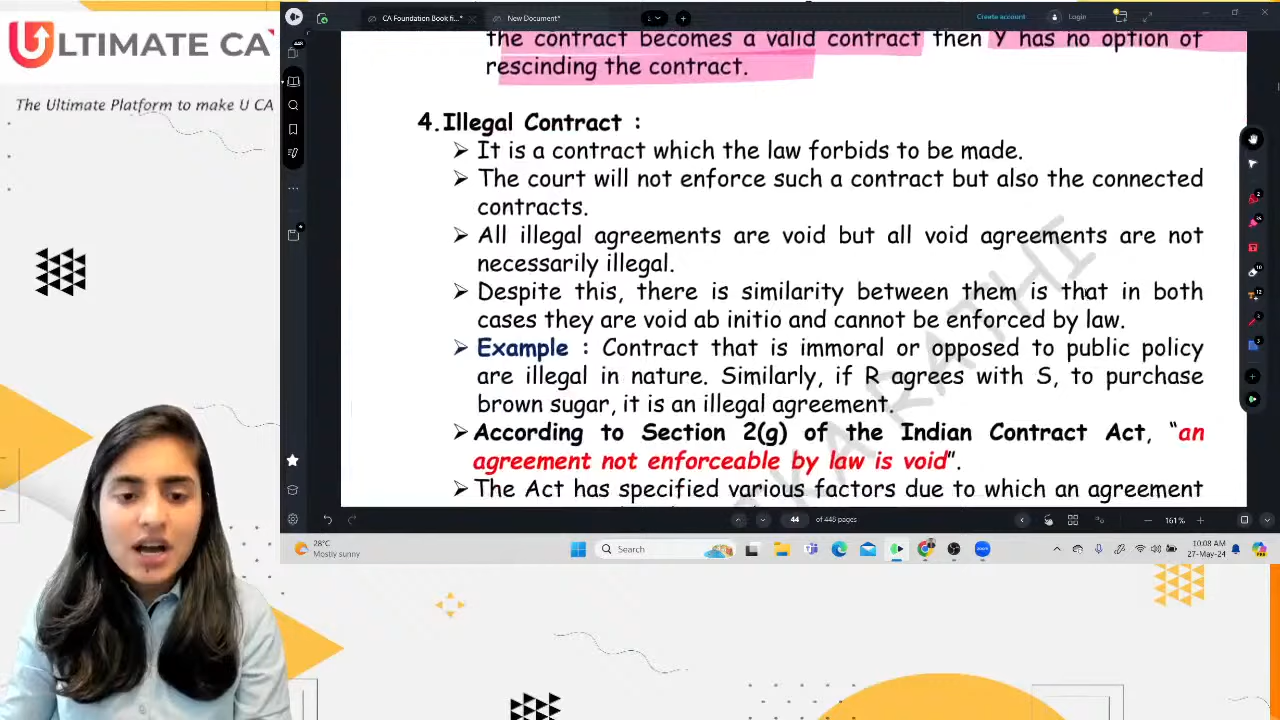 ULTIMATE CA
The Ultimate Platform to make U CA
CA Foundation Book fi...*
New Document*
Create account
Login
the contract becomes a valid contract then Y has no option of
rescinding the contract.
4.Illegal Contract :
➢ It is a contract which the law forbids to be made.
➢ The court will not enforce such a contract but also the connected
contracts.
➢ All illegal agreements are void but all void agreements are not
necessarily illegal.
➢ Despite this, there is similarity between them is that in both
cases they are void ab initio and cannot be enforced by law.
➢ Example : Contract that is immoral or opposed to public policy
are illegal in nature. Similarly, if R agrees with S, to purchase
brown sugar, it is an illegal agreement.
➢ According to Section 2(g) of the Indian Contract Act, “an
agreement not enforceable by law is void”.
➢ The Act has specified various factors due to which an agreement
44 of 448 pages
161%
28°C
Mostly sunny
Search
zoom
10:08 AM
27-May-24